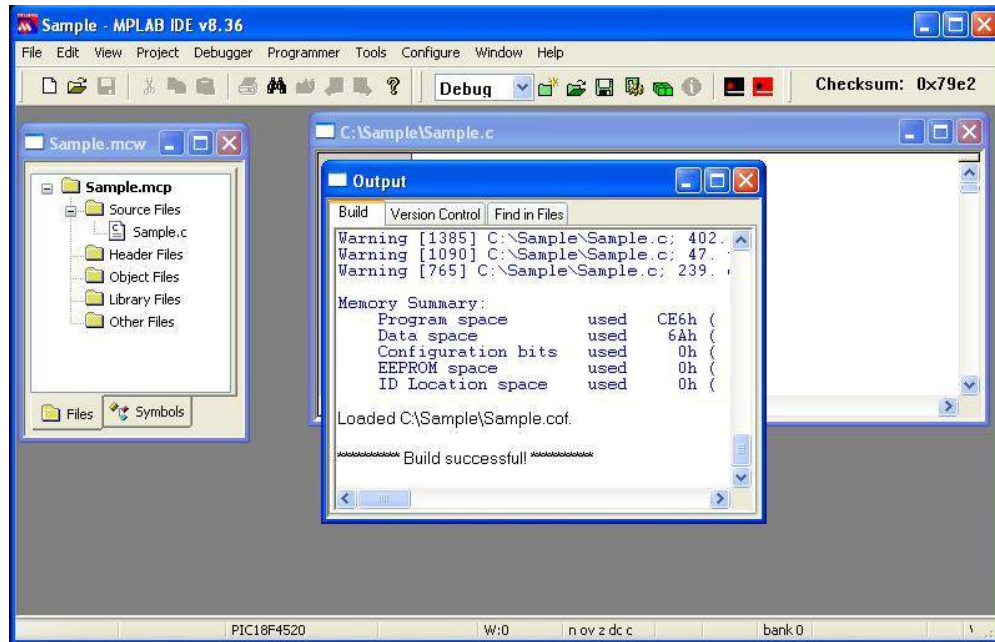 Sample - MPLAB IDE v8.36
File Edit View Project Debugger Programmer Tools Configure Window Help
Debug Checksum: 0x79e2
Sample.mcw
Sample.mcp
Source Files
Sample.c
Header Files
Object Files
Library Files
Other Files
Files Symbols
C:\Sample\Sample.c
Output
Build Version Control Find in Files
Warning [1385] C:\Sample\Sample.c; 402.
Warning [1090] C:\Sample\Sample.c; 47.
Warning [765] C:\Sample\Sample.c; 239.
Memory Summary:
Program space used CE6h (
Data space used 6Ah (
Configuration bits used 0h (
EEPROM space used 0h (
ID Location space used 0h (
Loaded C:\Sample\Sample.cof.
********** Build successful! **********
PIC18F4520 W:0 n ov z dc c bank 0